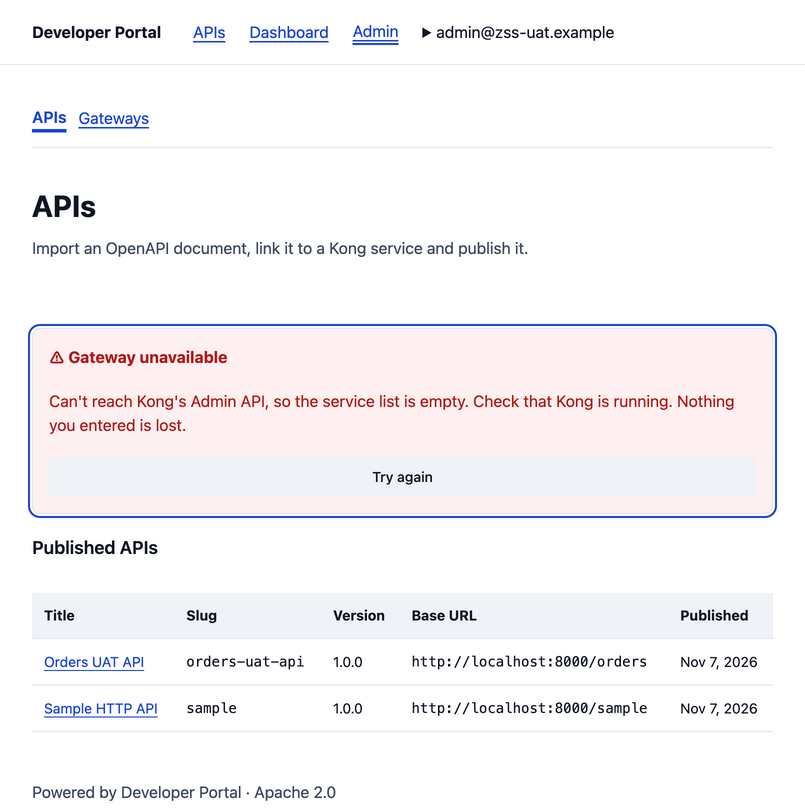 Developer Portal APIs Dashboard Admin ▶ admin@zss-uat.example
APIs Gateways
APIs
Import an OpenAPI document, link it to a Kong service and publish it.
⚠ Gateway unavailable
Can't reach Kong's Admin API, so the service list is empty. Check that Kong is running. Nothing
you entered is lost.
Try again
Published APIs
Title Slug Version Base URL Published
Orders UAT API orders-uat-api 1.0.0 http://localhost:8000/orders Nov 7, 2026
Sample HTTP API sample 1.0.0 http://localhost:8000/sample Nov 7, 2026
Powered by Developer Portal · Apache 2.0